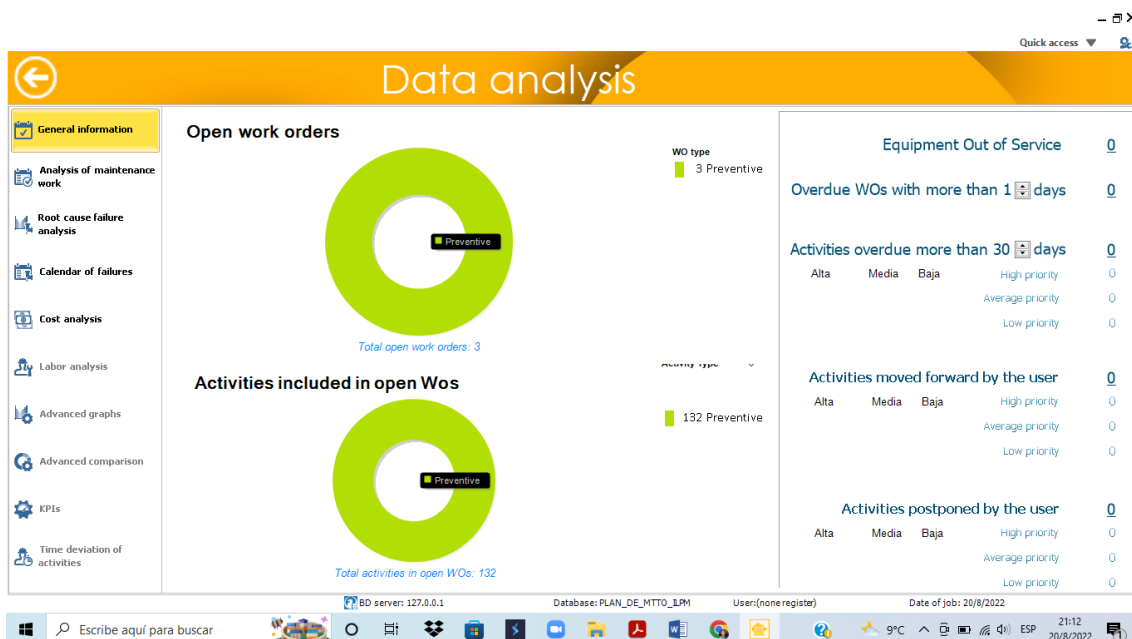 Quick access
Data analysis
General information
Analysis of maintenance
work
Root cause failure
analysis
Calendar of failures
Cost analysis
Labor analysis
Advanced graphs
Advanced comparison
KPIs
Time deviation of
activities
Open work orders
WO type
3 Preventive
Preventive
Total open work orders: 3
Activity Type
Activities included in open Wos
132 Preventive
Preventive
Total activities in open WOs: 132
Equipment Out of Service 0
Overdue WOs with more than 1 days 0
Activities overdue more than 30 days 0
Alta Media Baja High priority 0
Average priority 0
Low priority 0
Activities moved forward by the user 0
Alta Media Baja High priority 0
Average priority 0
Low priority 0
Activities postponed by the user 0
Alta Media Baja High priority 0
Average priority 0
Low priority 0
BD server: 127.0.0.1 Database: PLAN_DE_MTTO_ILPM User:(none register) Date of job: 20/8/2022
Escribe aquí para buscar
9°C ESP 21:12
20/8/2022